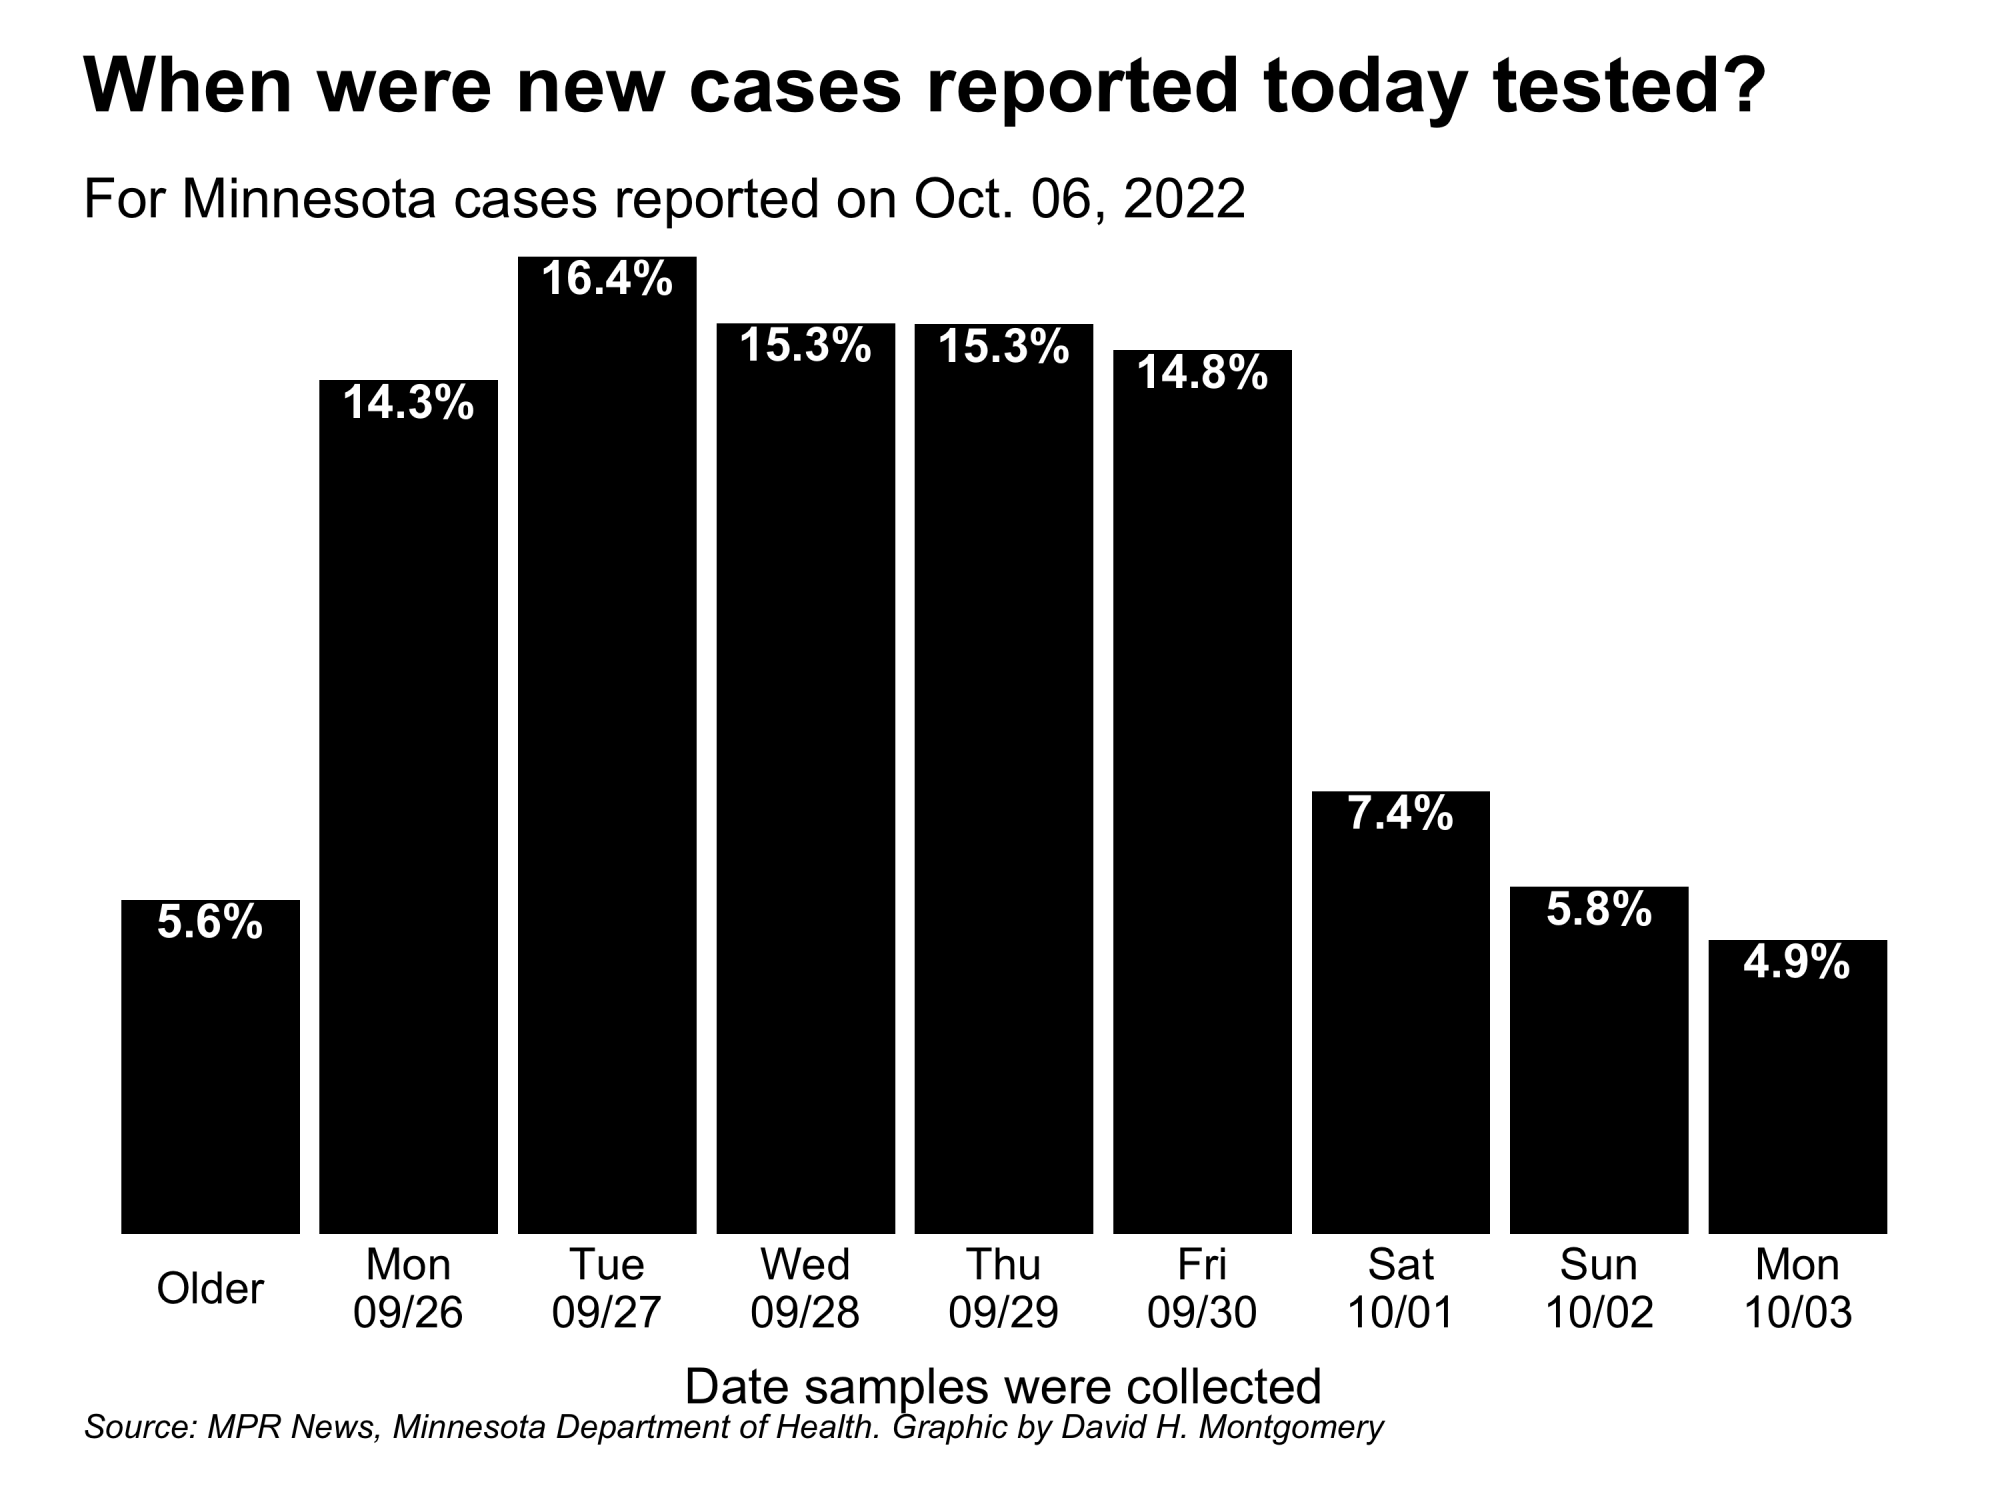 When were new cases reported today tested?
For Minnesota cases reported on Oct. 06, 2022
5.6%
14.3%
16.4%
15.3%
15.3%
14.8%
7.4%
5.8%
4.9%
Older
Mon
09/26
Tue
09/27
Wed
09/28
Thu
09/29
Fri
09/30
Sat
10/01
Sun
10/02
Mon
10/03
Date samples were collected
Source: MPR News, Minnesota Department of Health. Graphic by David H. Montgomery